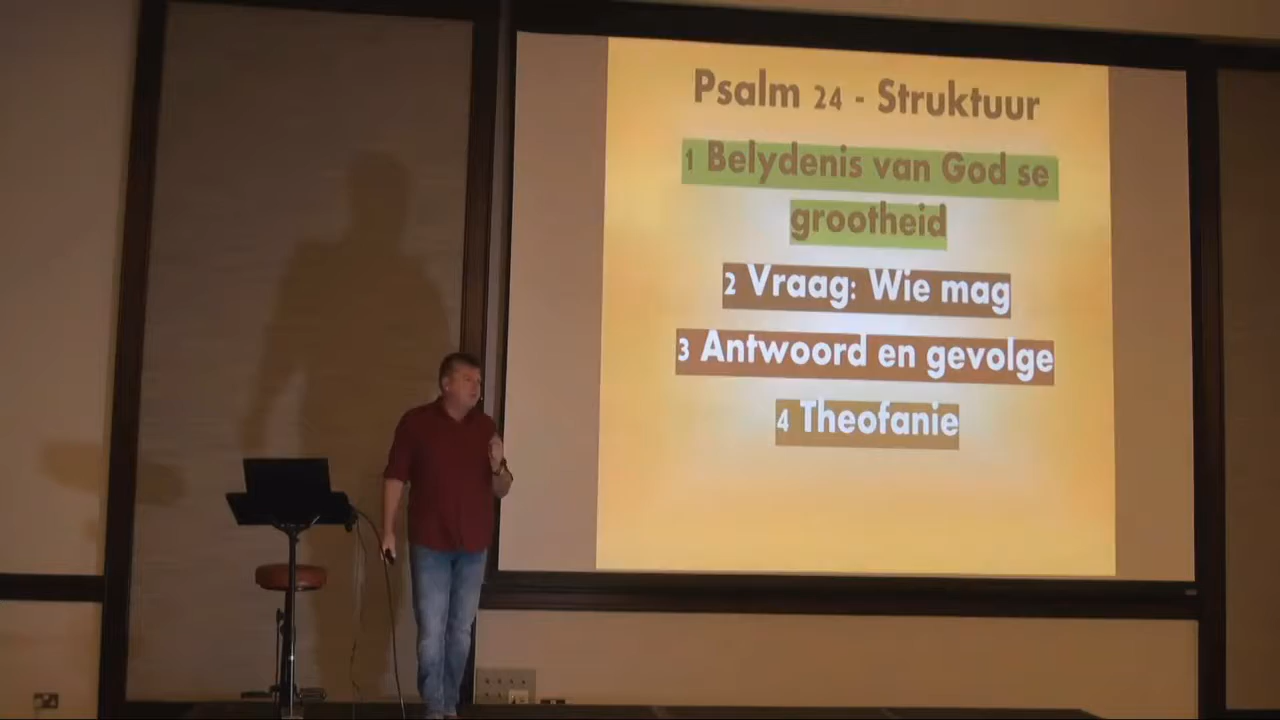 Psalm 24 - Struktuur
1 Belydenis van God se
grootheid
2 Vraag: Wie mag
3 Antwoord en gevolge
4 Theofanie